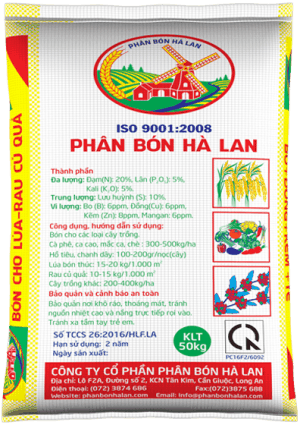 PHÂN BÓN HÀ LAN
ISO 9001:2008
PHÂN BÓN HÀ LAN
Thành phần
Đa lượng: Đạm(N): 20%, Lân (P₂O₅): 5%,
Kali (K₂O): 5%.
Trung lượng: Lưu huỳnh (S): 10%.
Vi lượng: Bo (B): 6ppm, Đồng(Cu): 6ppm,
Kẽm (Zn): 8ppm, Mangan: 6ppm.
Công dụng, hướng dẫn sử dụng:
Bón cho các loại cây trồng.
Cà phê, ca cao, mắc ca, chè : 300-500kg/ha
Hồ tiêu, chanh dây: 100-200g/mọc(cây)
Lúa bón thúc: 15-20 kg/1.000 m²
Rau củ quả: 10-15 kg/1.000 m²
Cây trồng khác: 200-400kg/ha
Bảo quản và cảnh báo an toàn
Bảo quản nơi khô ráo, thoáng mát, tránh
nguồn nhiệt cao và nắng trực tiếp rọi vào.
Tránh xa tầm tay trẻ em.
Số TCCS 26:2016/HLF.LA
Hạn sử dụng: 2 năm
Ngày sản xuất:
KLT
50kg
PC16F2/6092
CÔNG TY CỔ PHẦN PHÂN BÓN HÀ LAN
Địa chỉ: Lô F2A, Đường số 2, KCN Tân Kim, Cần Giuộc, Long An
Điện thoại: (072) 3874 686 Fax:(072)3875 688
Website: phanbonhalan.com Email: info@phanbonhalan.com
BÓN CHO LÚA-RAU CỦ QUẢ